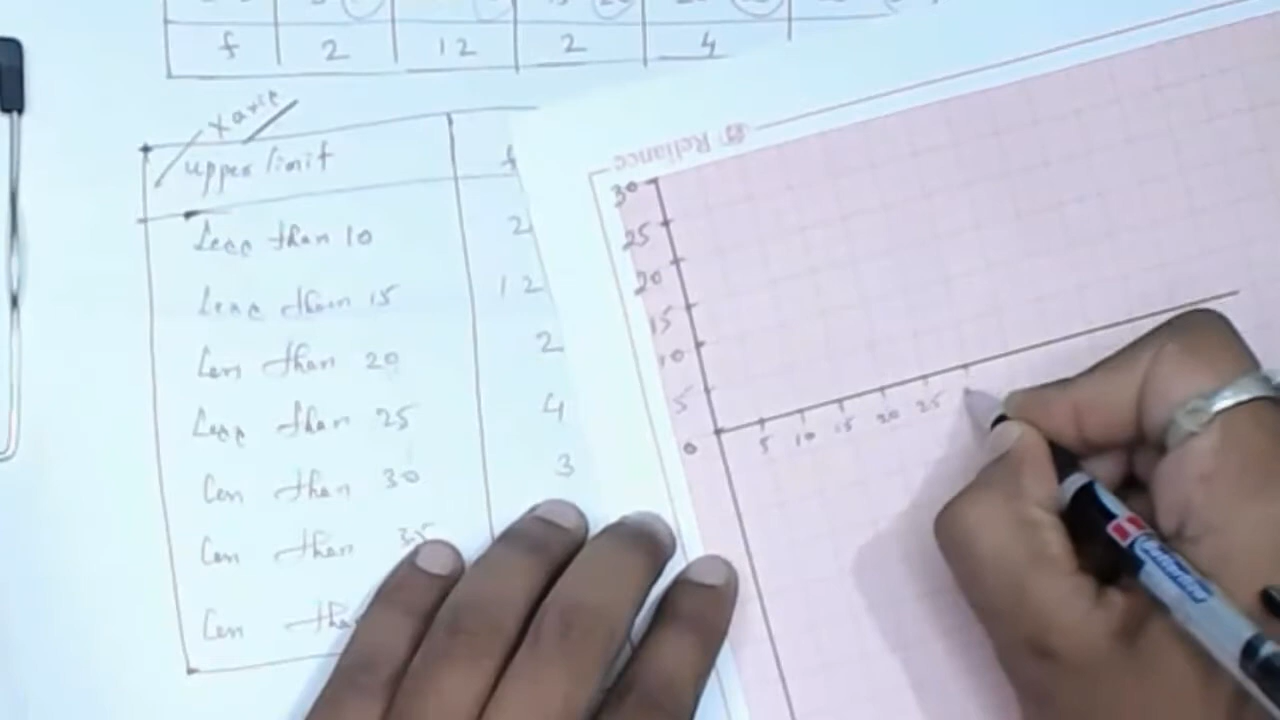 f 2 12 2 4
x axis
upper limit f
Less than 10 2
Less than 15 12
Less than 20 2
Less than 25 4
Less than 30 3
Less than 35
Less
Reliance
30
25
20
15
10
5
0 5 10 15 20 25